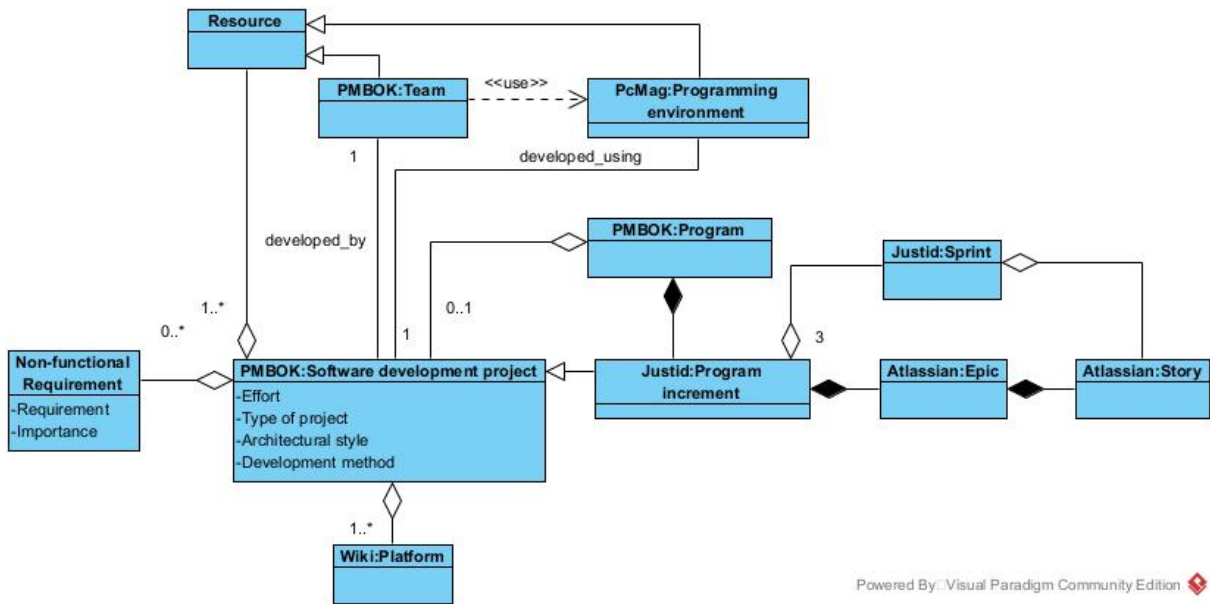 Resource
PMBOK:Team
<<use>>
PcMag:Programming
environment
1
developed_using
developed_by
PMBOK:Program
Justid:Sprint
1..*
0..*
0..1
1
3
Non-functional
Requirement
-Requirement
-Importance
PMBOK:Software development project
-Effort
-Type of project
-Architectural style
-Development method
Justid:Program
increment
Atlassian:Epic
Atlassian:Story
1..*
Wiki:Platform
Powered By Visual Paradigm Community Edition